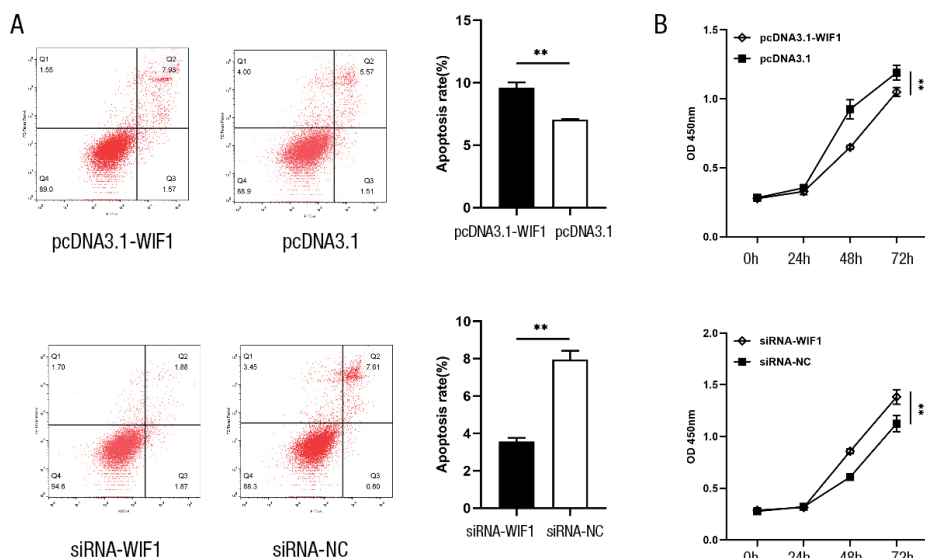 A
Q1
1.55
Q2
7.93
Q4
89.0
Q3
1.57
pcDNA3.1-WIF1
Q1
4.00
Q2
5.57
Q4
88.9
Q3
1.51
pcDNA3.1
Apoptosis rate(%)
15
10
5
0
**
pcDNA3.1-WIF1 pcDNA3.1
B
pcDNA3.1-WIF1
pcDNA3.1
OD 450nm
1.5
1.0
0.5
0.0
**
0h 24h 48h 72h
Q1
1.70
Q2
1.88
Q4
94.6
Q3
1.87
siRNA-WIF1
Q1
3.45
Q2
7.61
Q4
88.3
Q3
0.60
siRNA-NC
Apoptosis rate(%)
10
8
6
4
2
0
**
siRNA-WIF1 siRNA-NC
siRNA-WIF1
siRNA-NC
OD 450nm
2.0
1.5
1.0
0.5
0.0
**
0h 24h 48h 72h